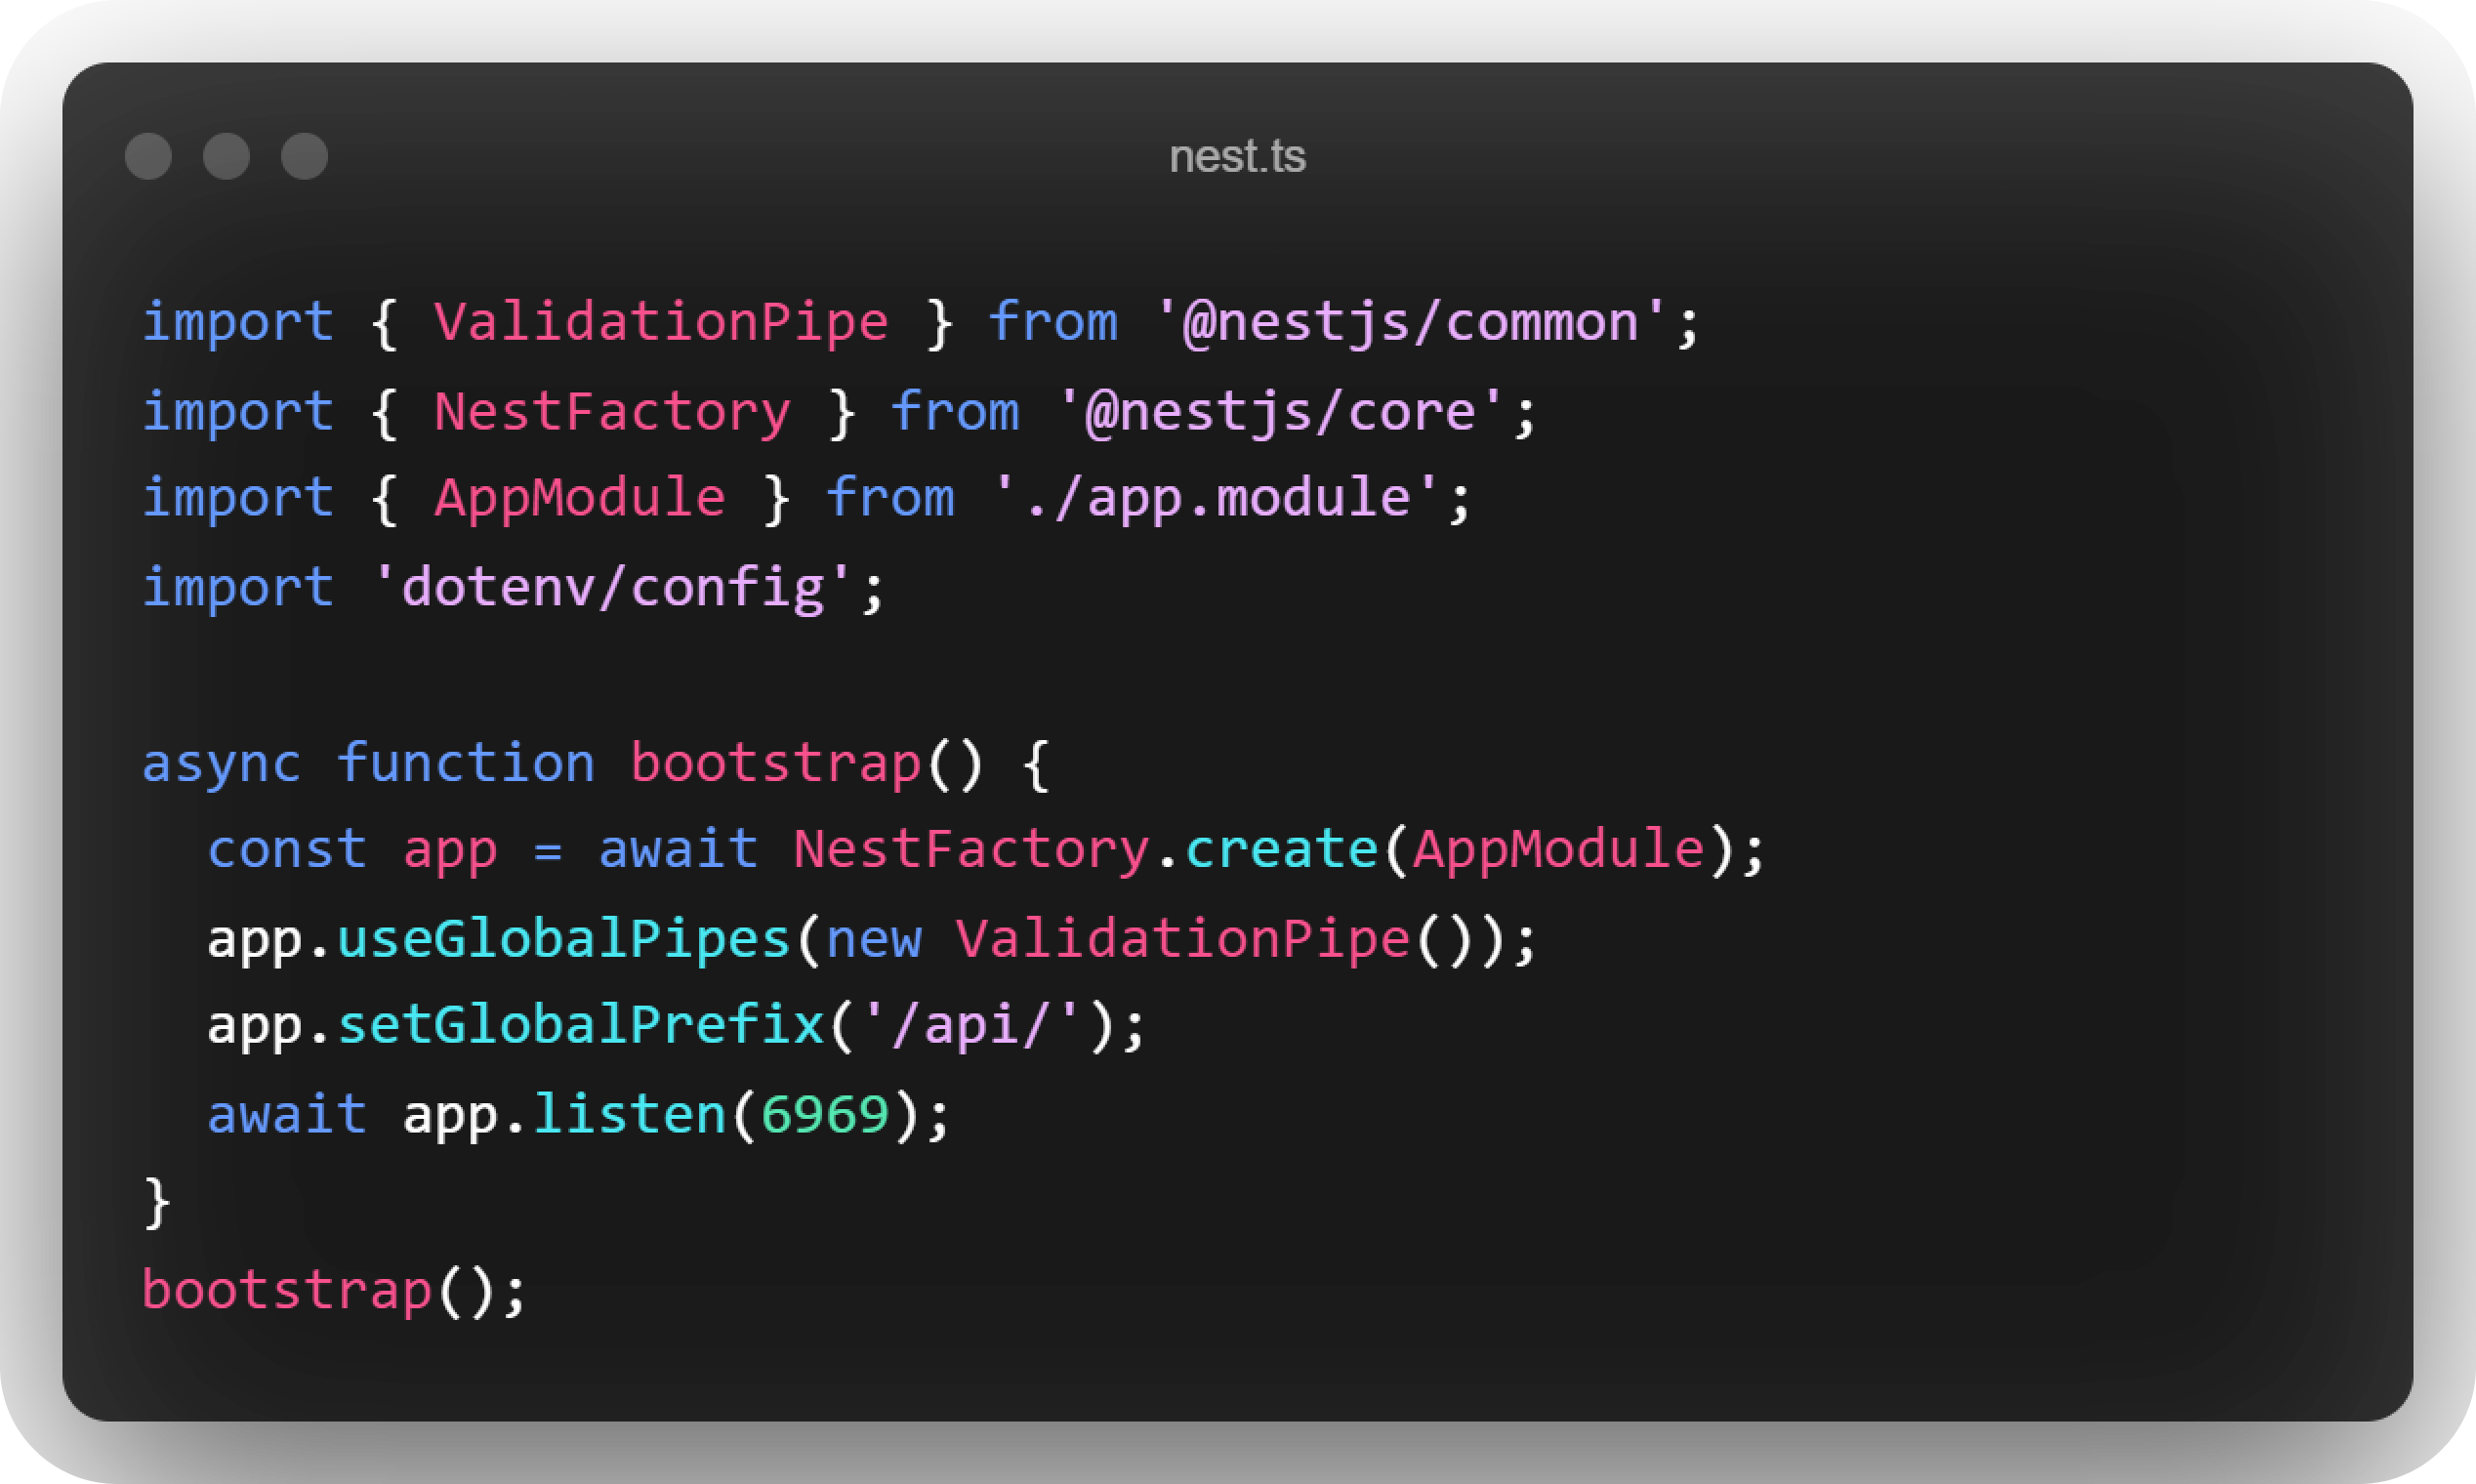 nest.ts
import { ValidationPipe } from '@nestjs/common';
import { NestFactory } from '@nestjs/core';
import { AppModule } from './app.module';
import 'dotenv/config';

async function bootstrap() {
  const app = await NestFactory.create(AppModule);
  app.useGlobalPipes(new ValidationPipe());
  app.setGlobalPrefix('/api/');
  await app.listen(6969);
}
bootstrap();